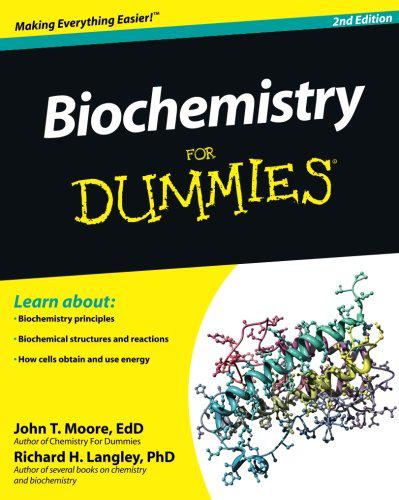 Making Everything Easier!™
2nd Edition
Biochemistry
FOR
DUMMIES®
Learn about:
• Biochemistry principles
• Biochemical structures and reactions
• How cells obtain and use energy
John T. Moore, EdD
Author of Chemistry For Dummies
Richard H. Langley, PhD
Author of several books on chemistry
and biochemistry